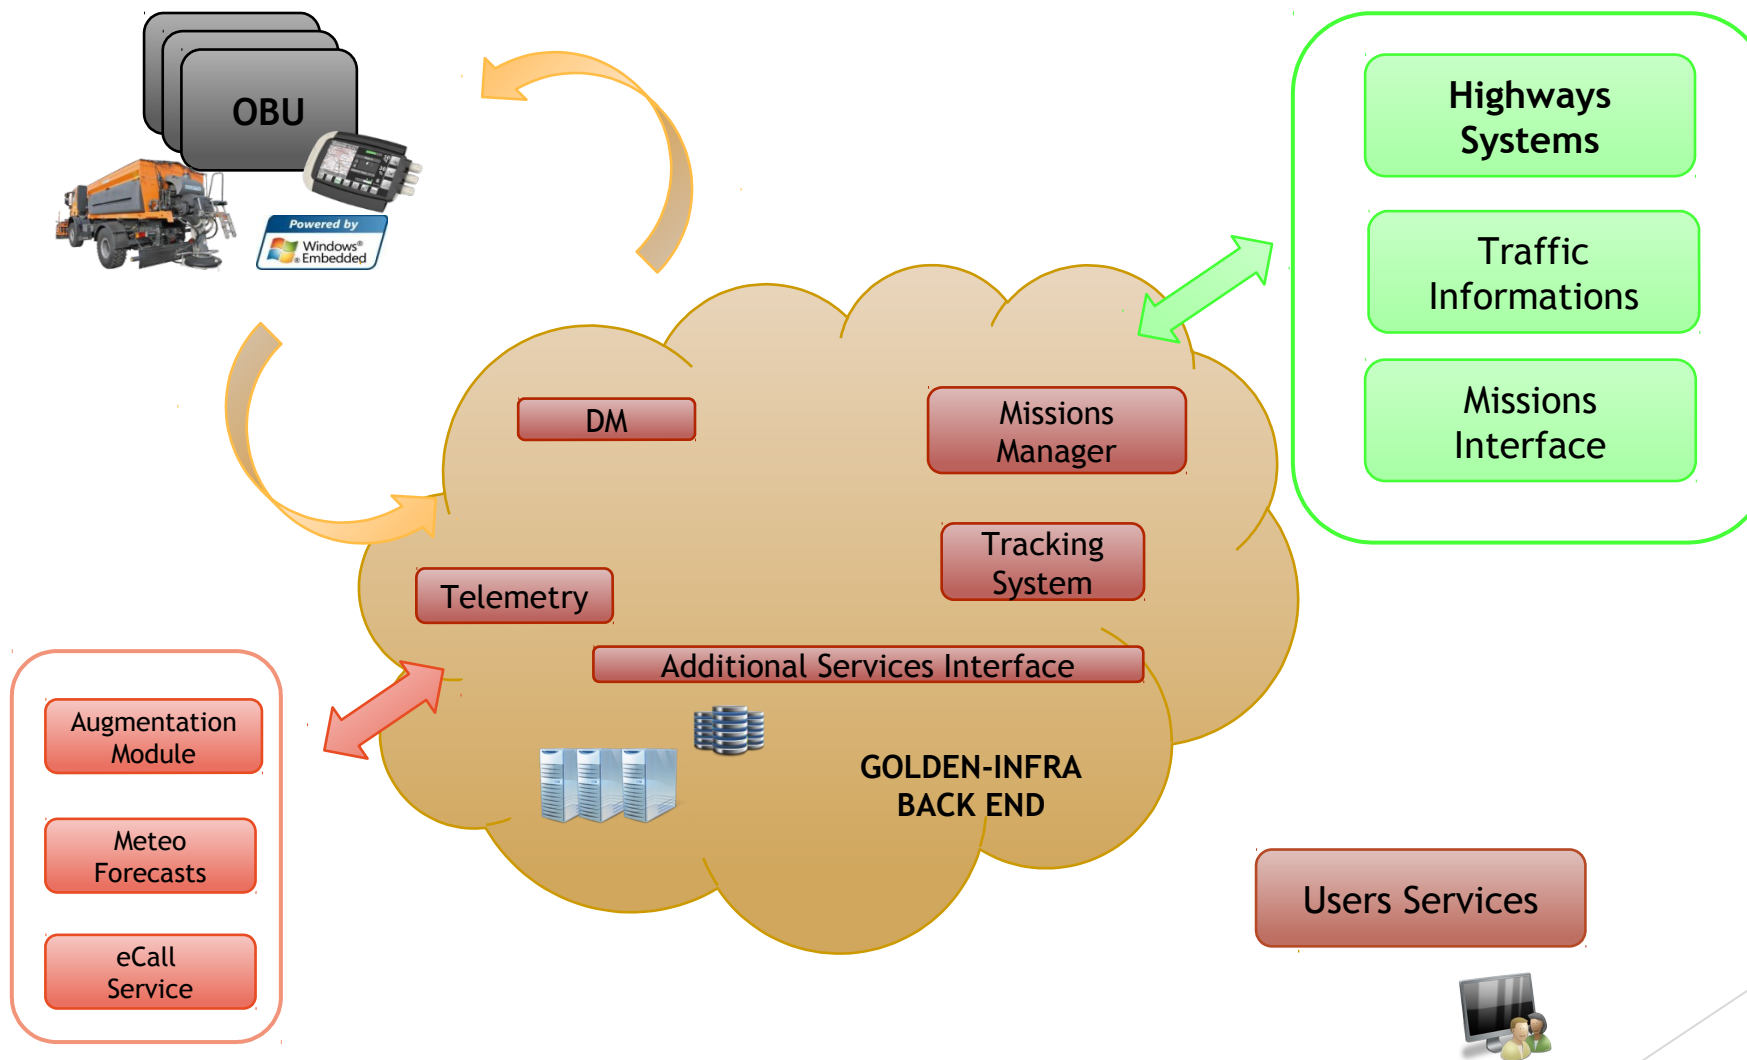 OBU
Powered by
Windows®
Embedded
Highways
Systems
Traffic
Informations
Missions
Interface
DM
Missions
Manager
Tracking
System
Telemetry
Additional Services Interface
GOLDEN-INFRA
BACK END
Augmentation
Module
Meteo
Forecasts
eCall
Service
Users Services